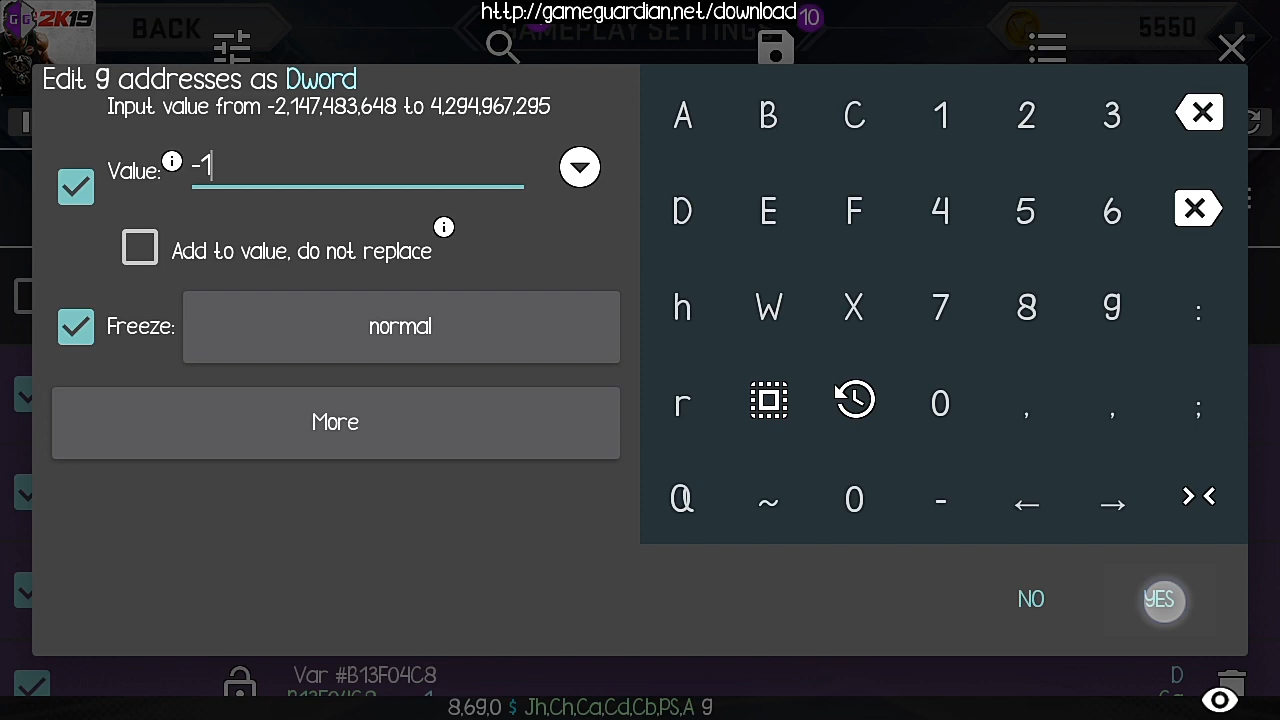 http://gameguardian.net/download
2K19
BACK
GAMEPLAY SETTING
10
5550
Edit 9 addresses as Dword
Input value from -2,147,483,648 to 4,294,967,295
Value: i -1
Add to value, do not replace i
Freeze: normal
More
A B C 1 2 3
D E F 4 5 6
h W X 7 8 9 :
r 0 , , ;
Q ~ 0 - ← → > <
NO YES
Var #B13F04C8 D
8,69,0 $ Jh,Ch,Ca,Cd,Cb,PS,A 9